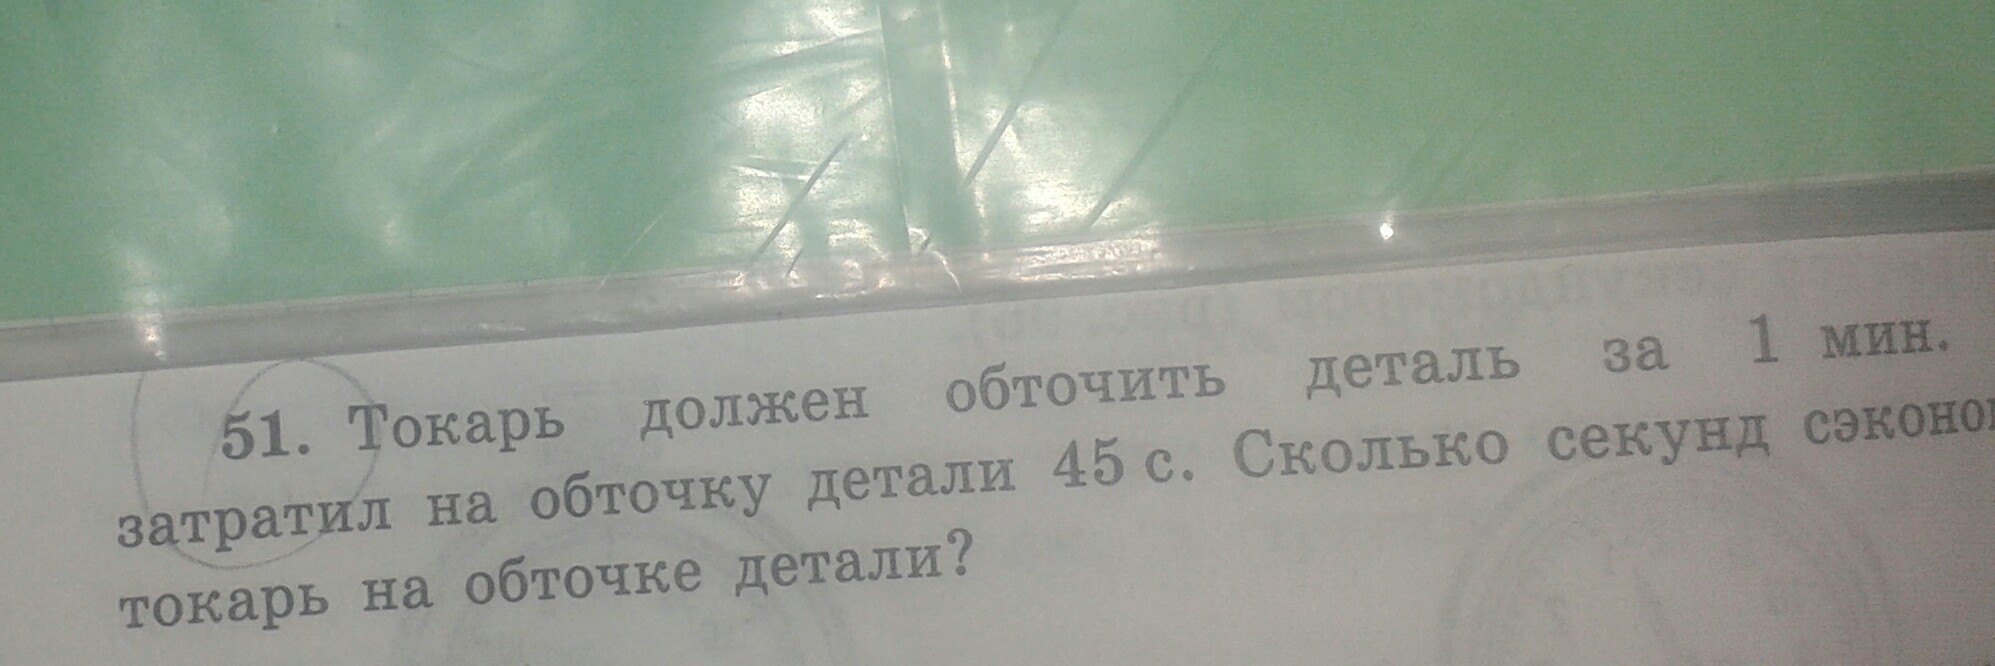 51. Токарь должен обточить деталь за 1 мин.
затратил на обточку детали 45 с. Сколько секунд
токарь на обточке детали?